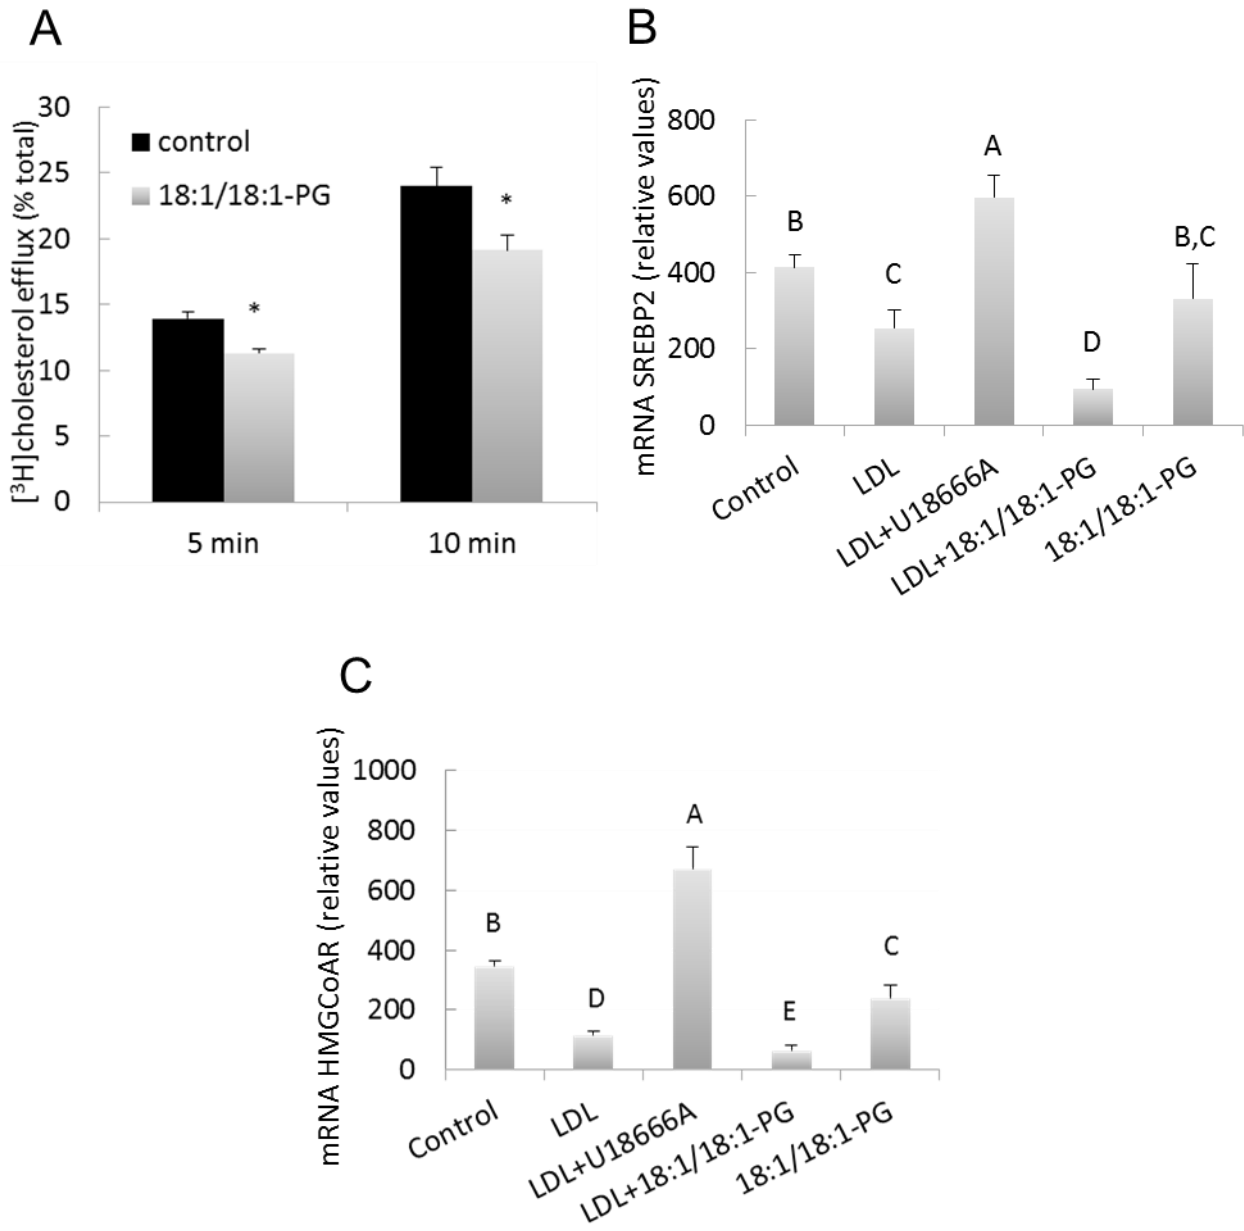 A
[³H]cholesterol efflux (% total)
30
25
20
15
10
5
0
control
18:1/18:1-PG
*
*
5 min
10 min
B
mRNA SREBP2 (relative values)
800
600
400
200
0
B
C
A
D
B,C
Control
LDL
LDL+U18666A
LDL+18:1/18:1-PG
18:1/18:1-PG
C
mRNA HMGCoAR (relative values)
1000
800
600
400
200
0
B
D
A
E
C
Control
LDL
LDL+U18666A
LDL+18:1/18:1-PG
18:1/18:1-PG